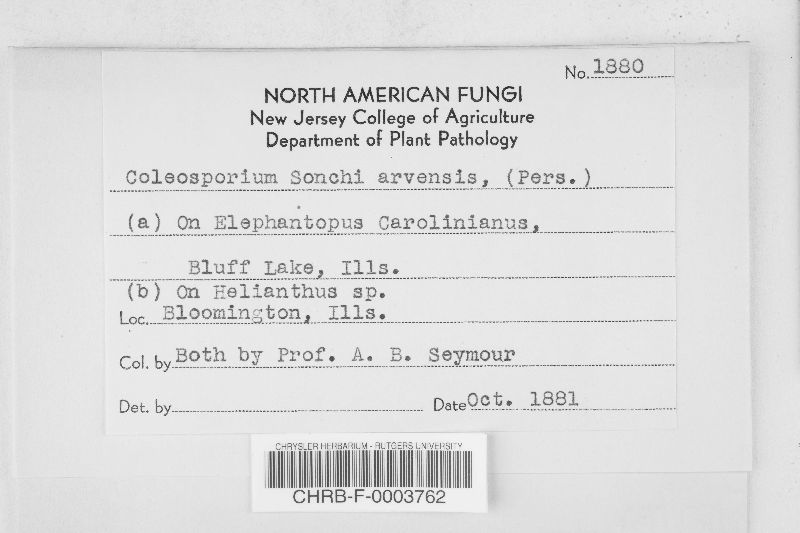 No. 1880
NORTH AMERICAN FUNGI
New Jersey College of Agriculture
Department of Plant Pathology
Coleosporium Sonchi arvensis, (Pers.)
(a) On Elephantopus Carolinianus,
Bluff Lake, Ills.
(b) On Helianthus sp.
Loc. Bloomington, Ills.
Col. by Both by Prof. A. B. Seymour
Det. by Date Oct. 1881
CHRYSLER HERBARIUM - RUTGERS UNIVERSITY
CHRB-F-0003762